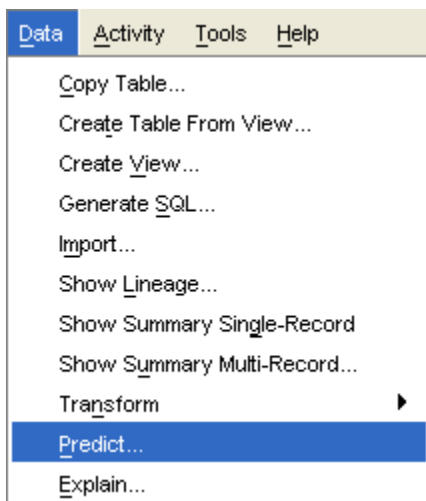 Data Activity Tools Help
Copy Table...
Create Table From View...
Create View...
Generate SQL...
Import...
Show Lineage...
Show Summary Single-Record
Show Summary Multi-Record...
Transform
Predict...
Explain...